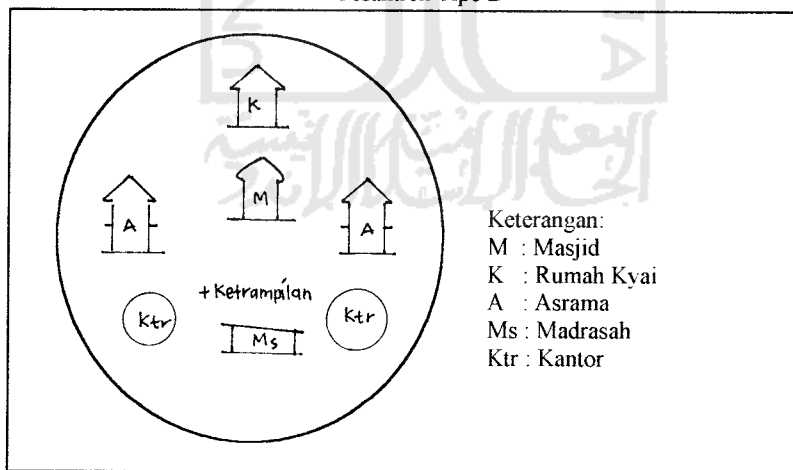 K
M
A
A
+Ketrampilan
Ktr
Ktr
Ms
Keterangan:
M : Masjid
K : Rumah Kyai
A : Asrama
Ms : Madrasah
Ktr : Kantor